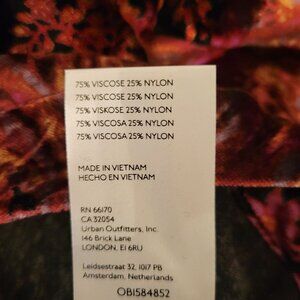 75% VISCOSE 25% NYLON
75% VISCOSE 25% NYLON
75% VISKOSE 25% NYLON
75% VISCOSA 25% NYLON
75% VISCOSA 25% NYLON
MADE IN VIETNAM
HECHO EN VIETNAM
RN 66170
CA 32054
Urban Outfitters, Inc.
146 Brick Lane
LONDON, E1 6RU
Leidsestraat 32, 1017 PB
Amsterdam, Netherlands
OB1584852